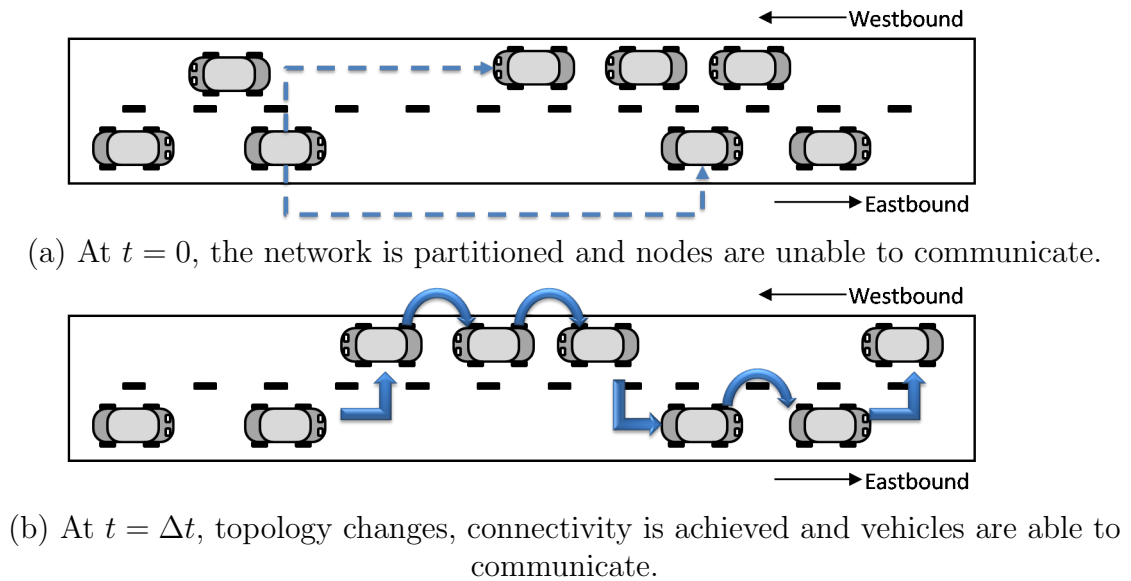 Westbound
Eastbound
(a) At t = 0, the network is partitioned and nodes are unable to communicate.
Westbound
Eastbound
(b) At t = Δt, topology changes, connectivity is achieved and vehicles are able to
communicate.